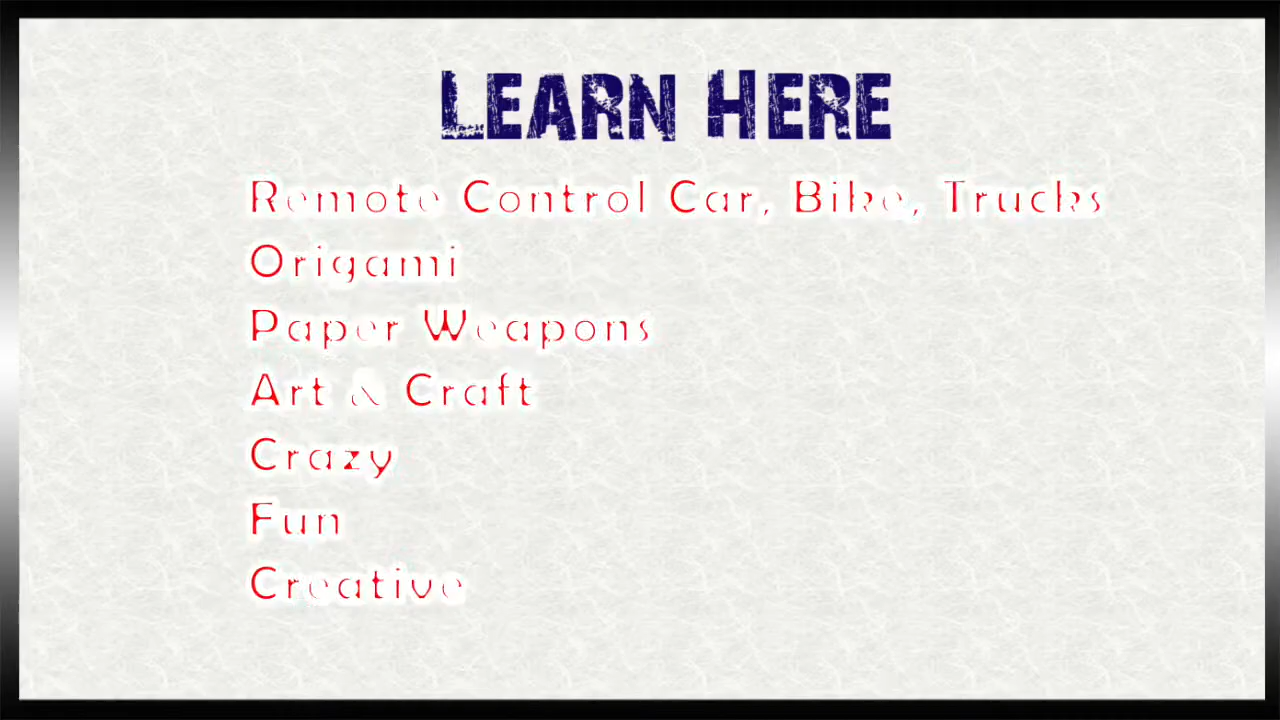 Learn Here
Remote Control Car, Bike, Trucks
Origami
Paper Weapons
Art & Craft
Crazy
Fun
Creative